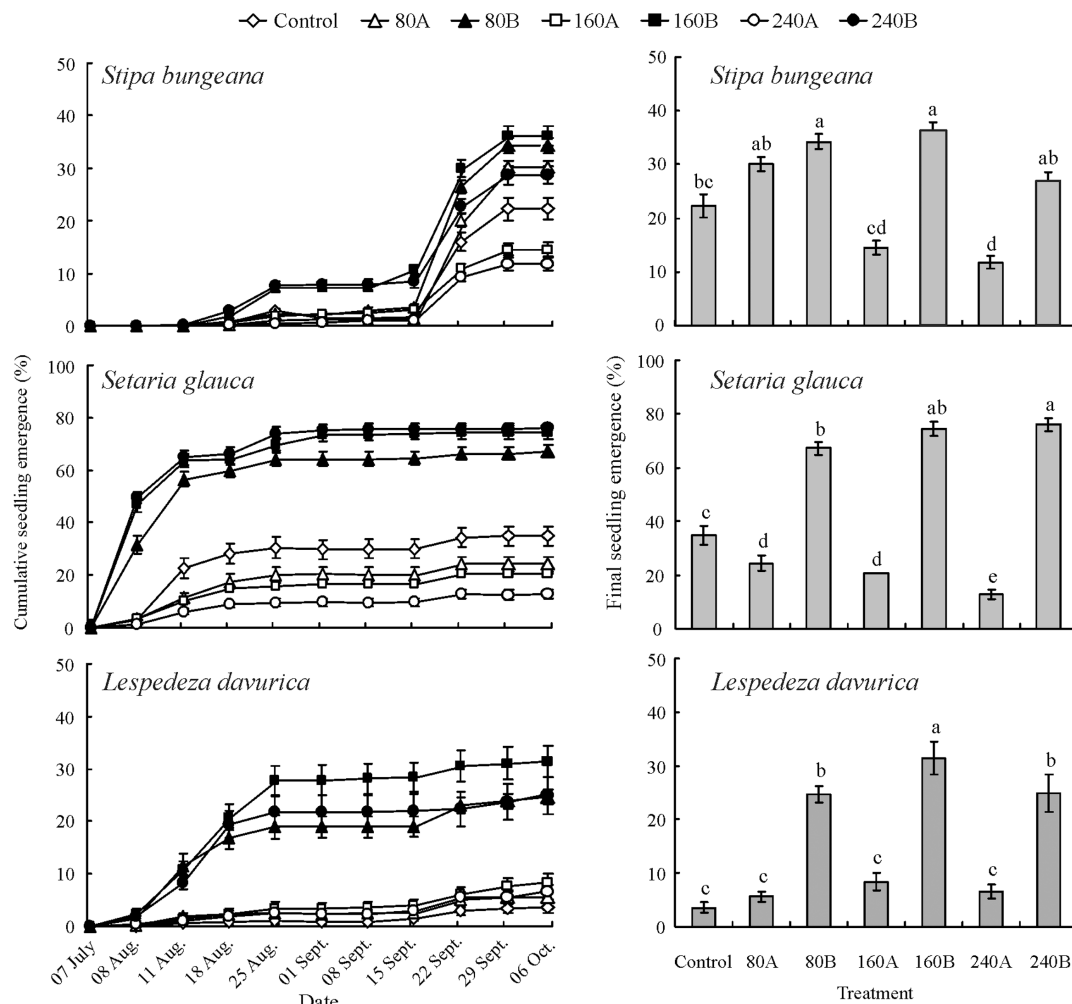 Control 80A 80B 160A 160B 240A 240B
Stipa bungeana
50
40
30
20
10
0
Setaria glauca
100
80
60
40
20
0
Lespedeza davurica
50
40
30
20
10
0
Cumulative seedling emergence (%)
07 July 08 Aug. 11 Aug. 18 Aug. 25 Aug. 01 Sept. 08 Sept. 15 Sept. 22 Sept. 29 Sept. 06 Oct.
Date
Stipa bungeana
50
40
30
20
10
0
bc ab a cd a d ab
Setaria glauca
100
80
60
40
20
0
c d b d ab e a
Lespedeza davurica
50
40
30
20
10
0
c c b c a c b
Final seedling emergence (%)
Control 80A 80B 160A 160B 240A 240B
Treatment